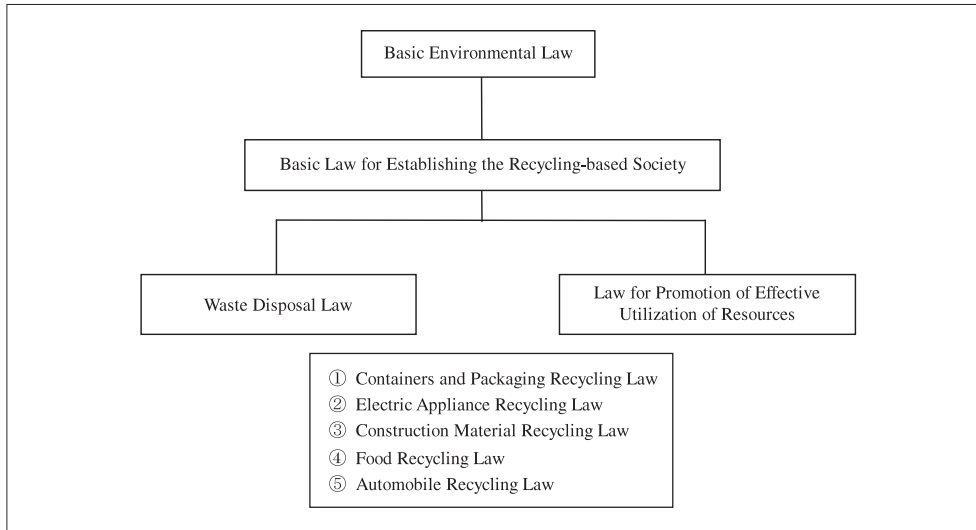 Basic Environmental Law
Basic Law for Establishing the Recycling-based Society
Waste Disposal Law
Law for Promotion of Effective
Utilization of Resources
① Containers and Packaging Recycling Law
② Electric Appliance Recycling Law
③ Construction Material Recycling Law
④ Food Recycling Law
⑤ Automobile Recycling Law